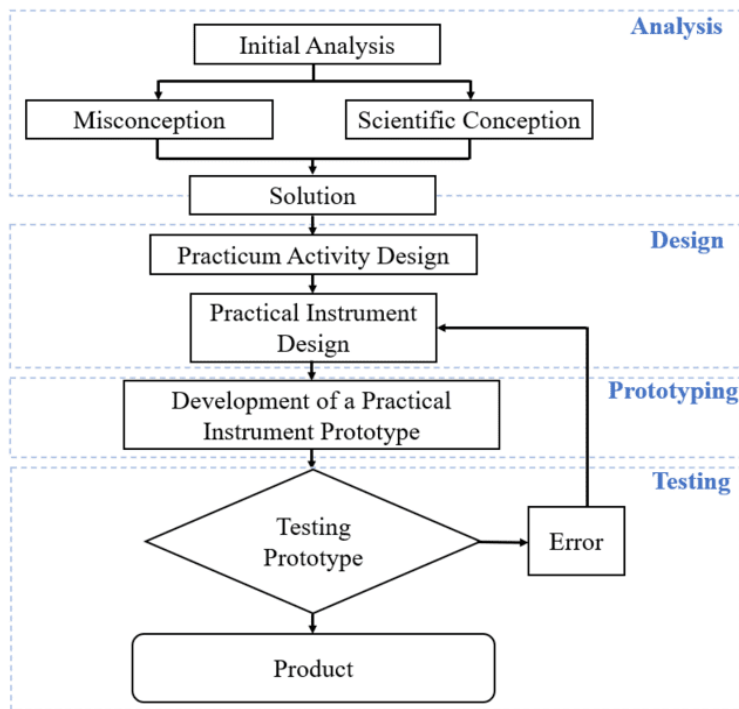 Analysis
Initial Analysis
Misconception
Scientific Conception
Solution
Design
Practicum Activity Design
Practical Instrument
Design
Prototyping
Development of a Practical
Instrument Prototype
Testing
Testing
Prototype
Error
Product